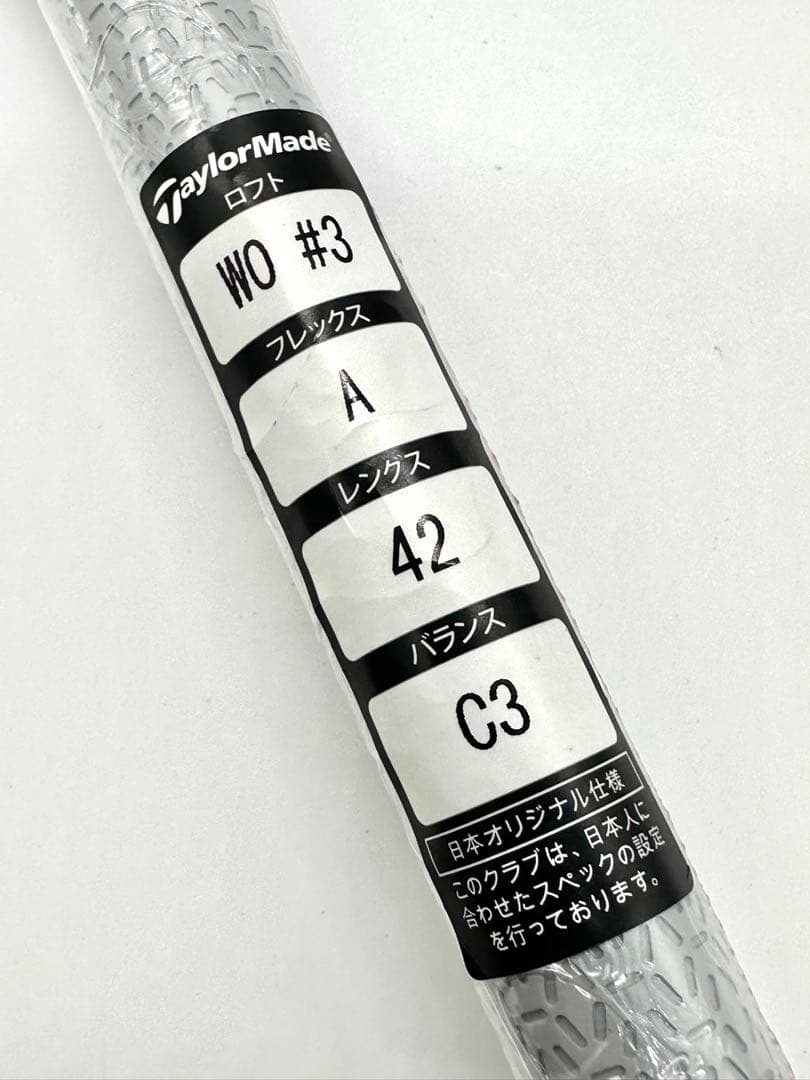 TaylorMade
ロフト
WO #3
フレックス
A
レングス
42
バランス
C3
日本オリジナル仕様
このクラブは、日本人に
合わせたスペックの設定
を行っております。